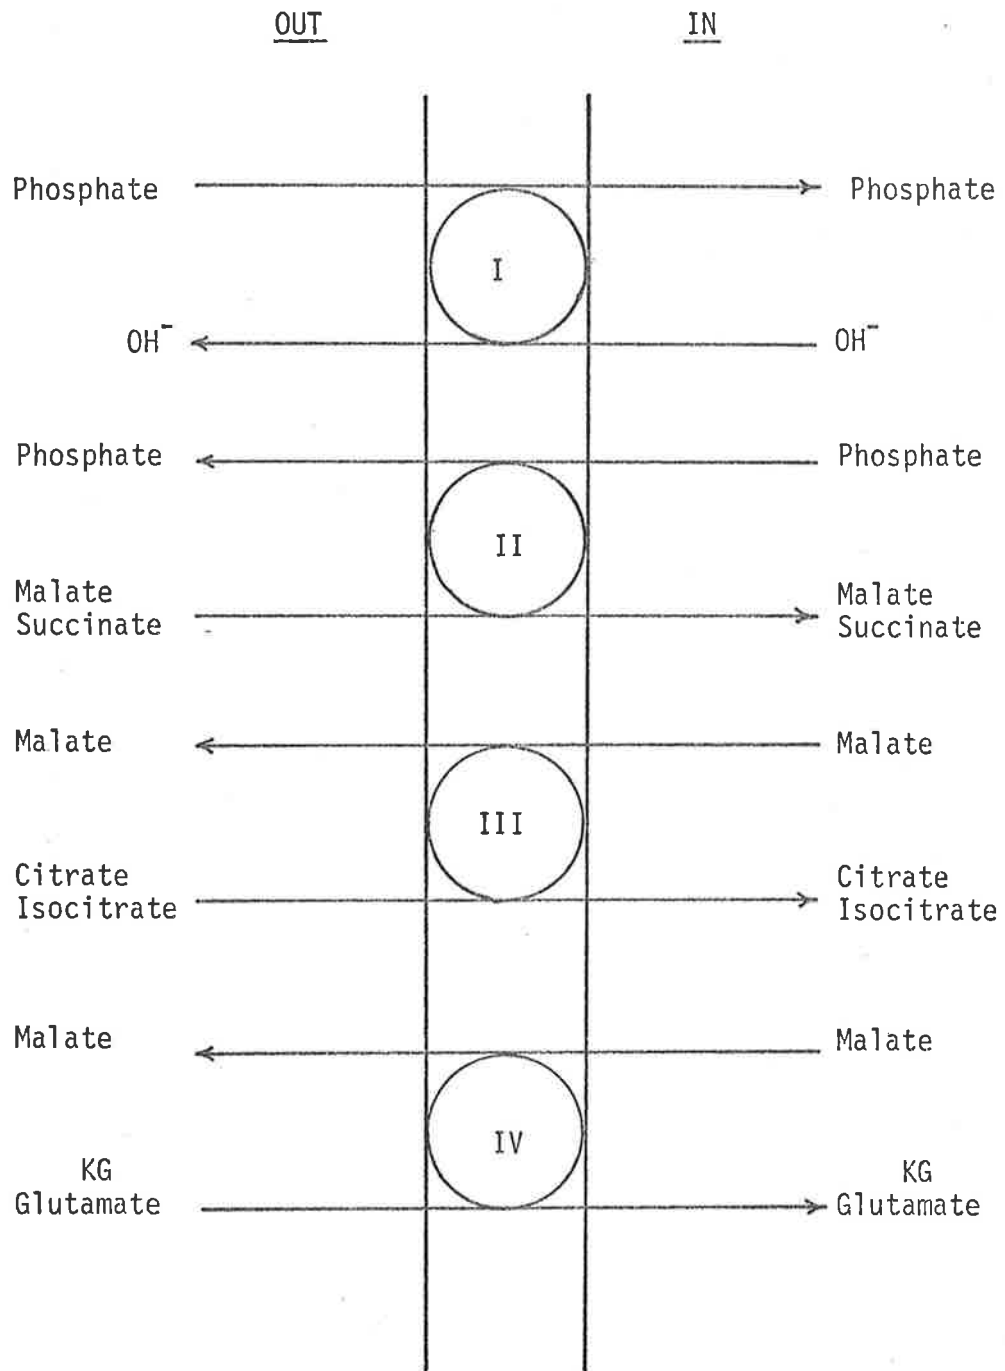 OUT IN
Phosphate Phosphate
I
OH⁻ OH⁻
Phosphate Phosphate
II
Malate Malate
Succinate Succinate
Malate Malate
III
Citrate Citrate
Isocitrate Isocitrate
Malate Malate
IV
KG KG
Glutamate Glutamate